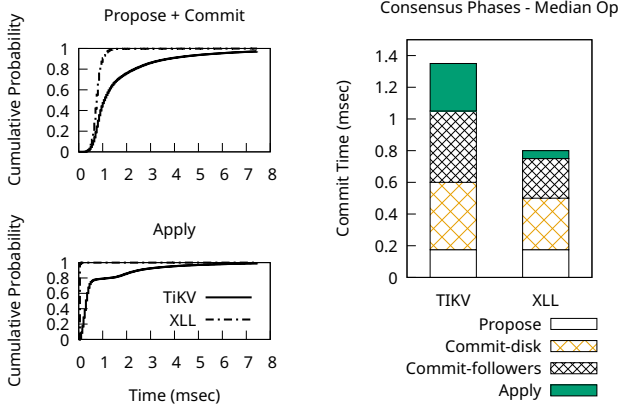 Propose + Commit
Cumulative Probability
1
0.8
0.6
0.4
0.2
0
0 1 2 3 4 5 6 7 8
Apply
Cumulative Probability
1
0.8
0.6
0.4
0.2
0
TiKV
XLL
0 1 2 3 4 5 6 7 8
Time (msec)
Consensus Phases - Median Op
Commit Time (msec)
1.4
1.2
1
0.8
0.6
0.4
0.2
0
TIKV XLL
Propose
Commit-disk
Commit-followers
Apply